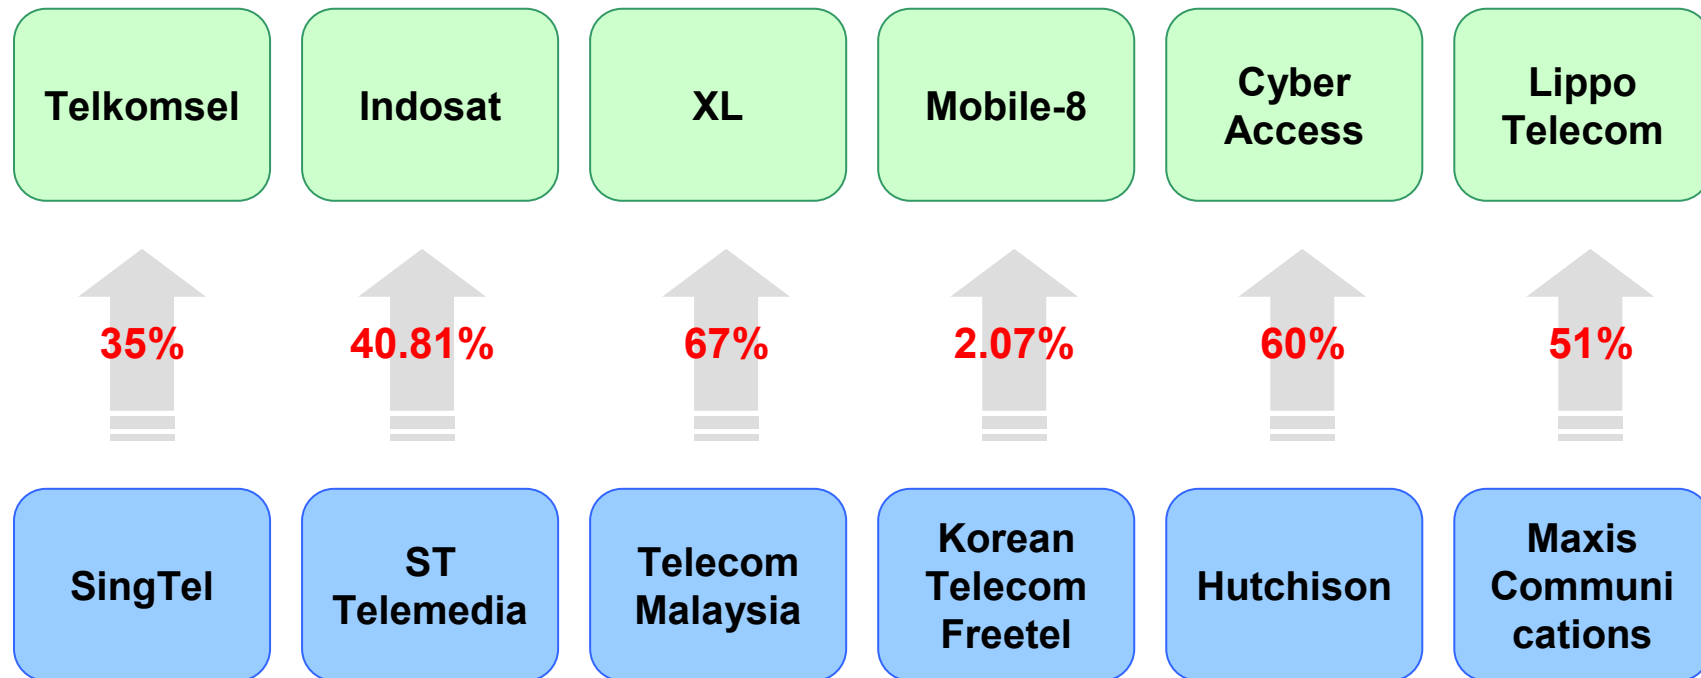 Telkomsel
Indosat
XL
Mobile-8
Cyber
Access
Lippo
Telecom
35%
40.81%
67%
2.07%
60%
51%
SingTel
ST
Telemedia
Telecom
Malaysia
Korean
Telecom
Freetel
Hutchison
Maxis
Communi
cations